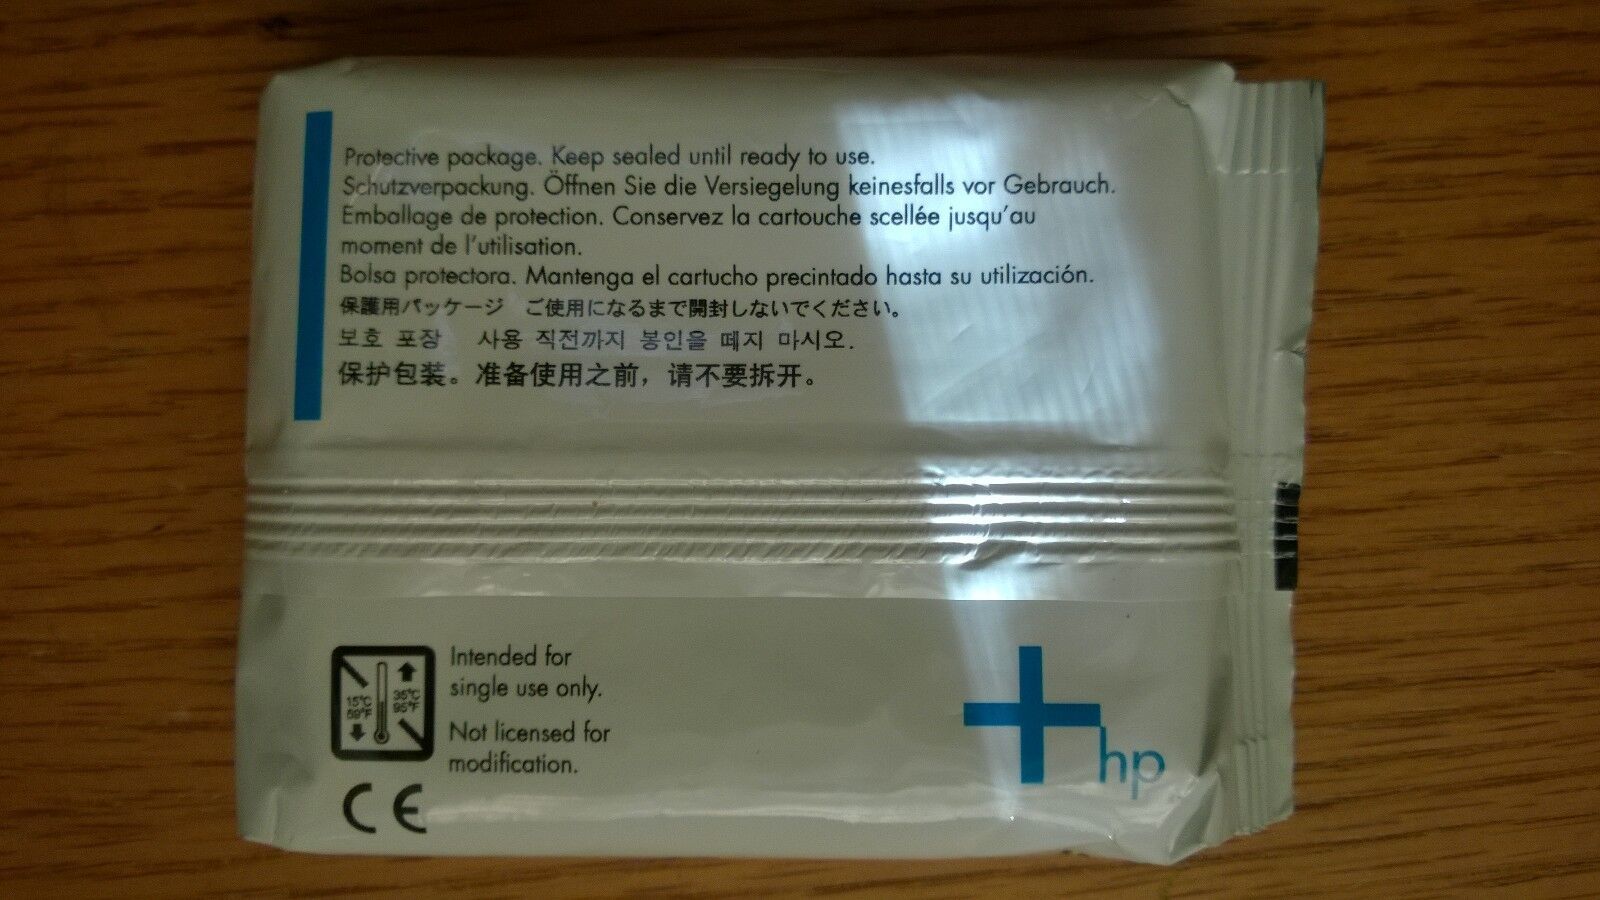 Protective package. Keep sealed until ready to use.
Schutzverpackung. Öffnen Sie die Versiegelung keinesfalls vor Gebrauch.
Emballage de protection. Conservez la cartouche scellée jusqu'au
moment de l'utilisation.
Bolsa protectora. Mantenga el cartucho precintado hasta su utilización.
保護用パッケージ ご使用になるまで開封しないでください。
보호 포장 사용 직전까지 봉인을 떼지 마시오.
保护包装。准备使用之前，请不要拆开。
15°C
59°F
35°C
95°F
Intended for
single use only.
Not licensed for
modification.
CE
hp